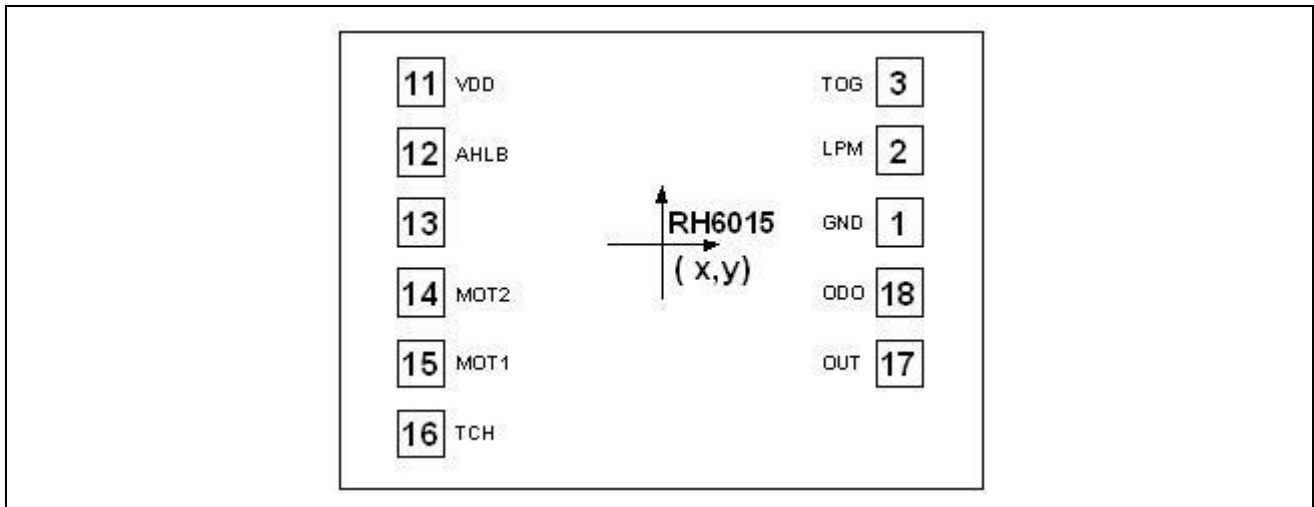 11 VDD TOG 3
12 AHLB LPM 2
13 RH6015 GND 1
( x,y)
14 MOT2 ODO 18
15 MOT1 OUT 17
16 TCH